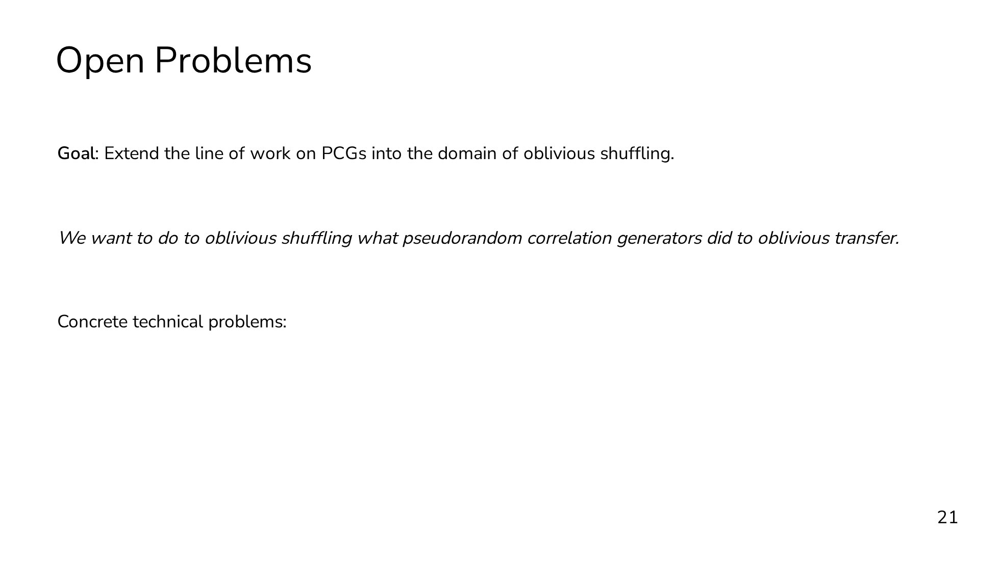 Open Problems
Goal: Extend the line of work on PCGs into the domain of oblivious shuffling.
We want to do to oblivious shuffling what pseudorandom correlation generators did to oblivious transfer.
Concrete technical problems:
21